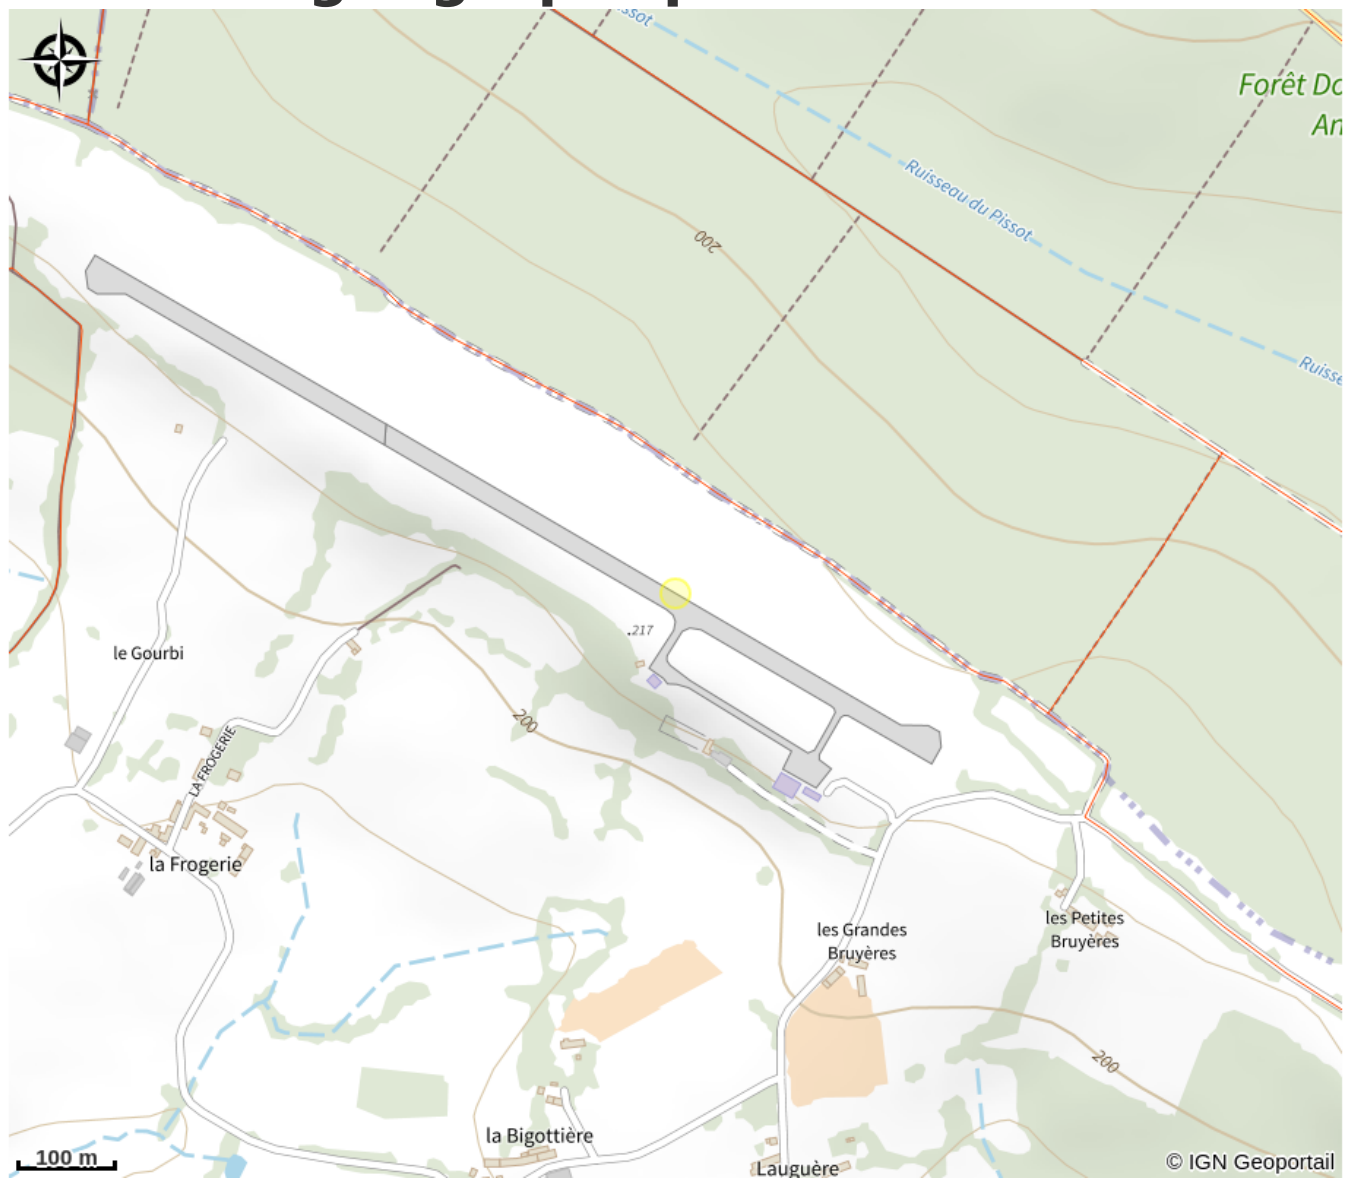 Forêt Do
An
Ruisseau du Pissot
200
Ruisse
.217
le Gourbi
200
LA FROGERIE
la Frogerie
les Grandes
Bruyères
les Petites
Bruyères
200
la Bigottière
100 m
Lauguère
© IGN Geoportail